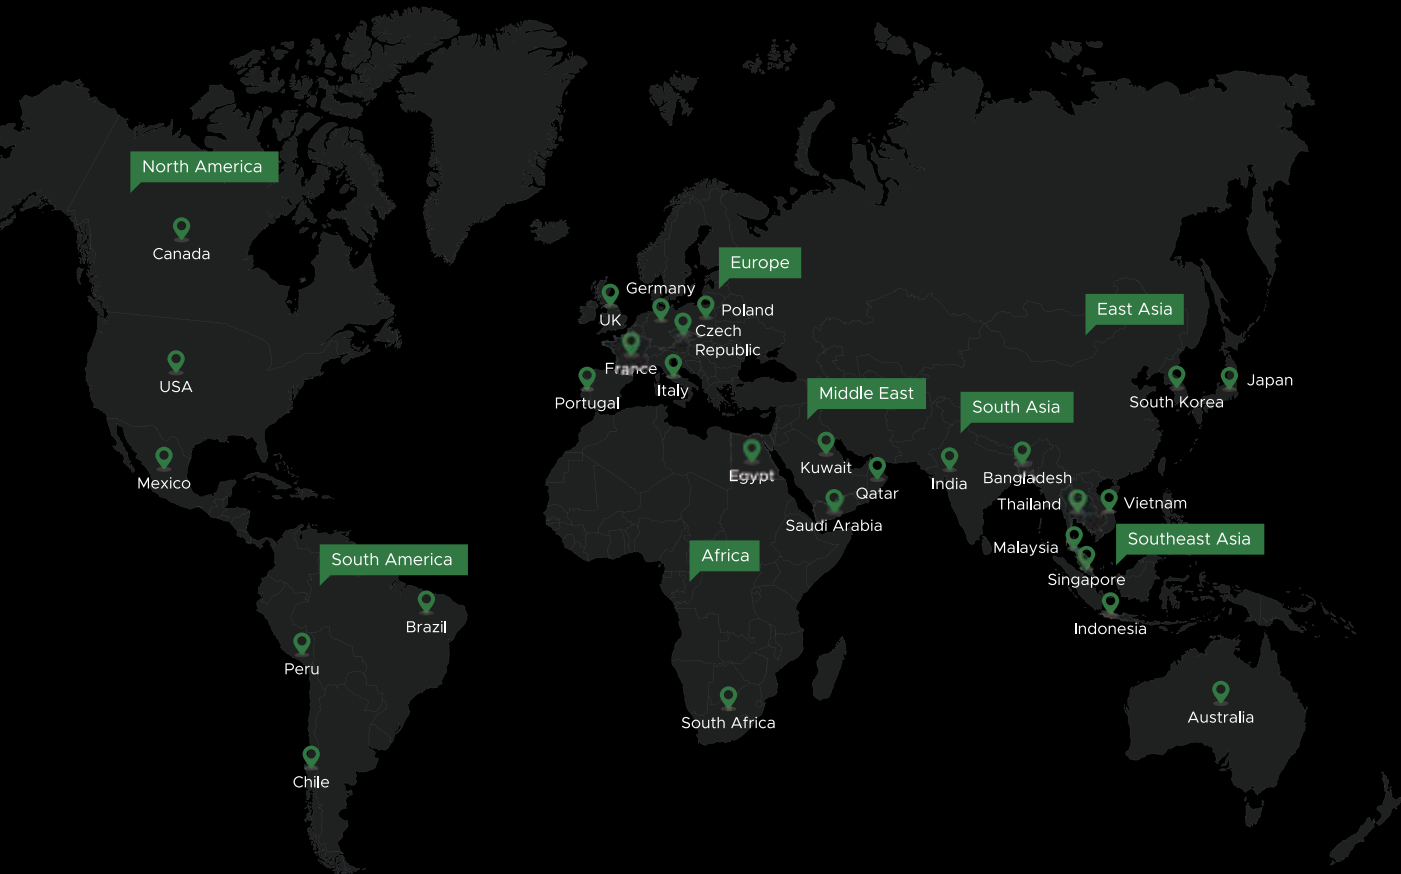 North America
Canada
USA
Mexico
South America
Brazil
Peru
Chile
Europe
Germany
UK
Poland
Czech
Republic
France
Italy
Portugal
Middle East
Kuwait
Qatar
Saudi Arabia
Africa
Egypt
South Africa
South Asia
India
Bangladesh
East Asia
South Korea
Japan
Southeast Asia
Thailand
Vietnam
Malaysia
Singapore
Indonesia
Australia